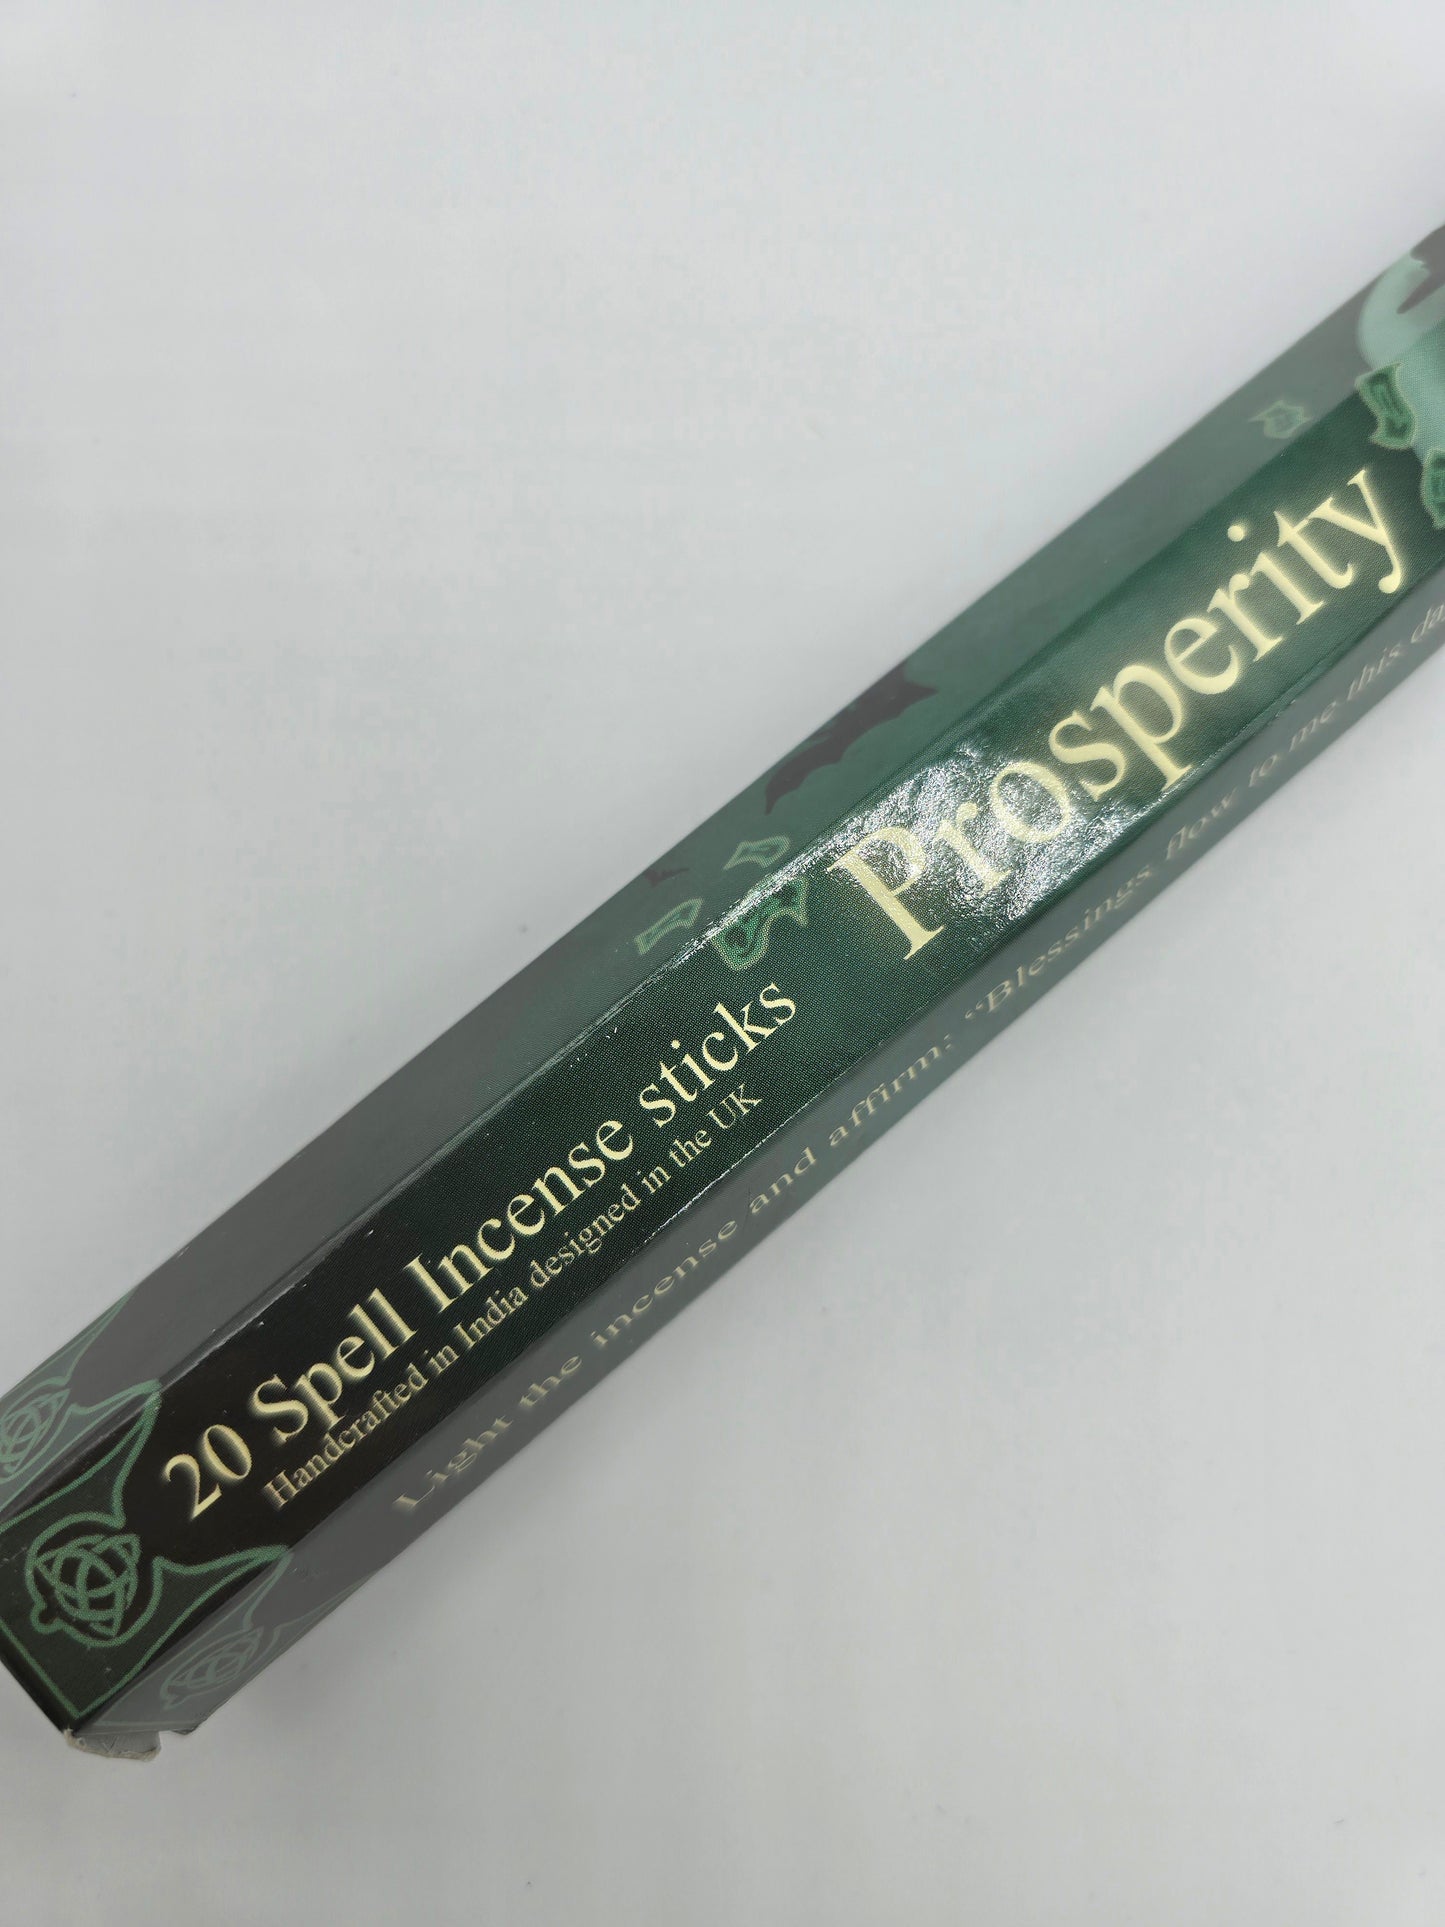 Prosperity
20 Spell Incense sticks
Handcrafted in India designed in the UK
Light the incense and affirm; "Blessings flow to me this